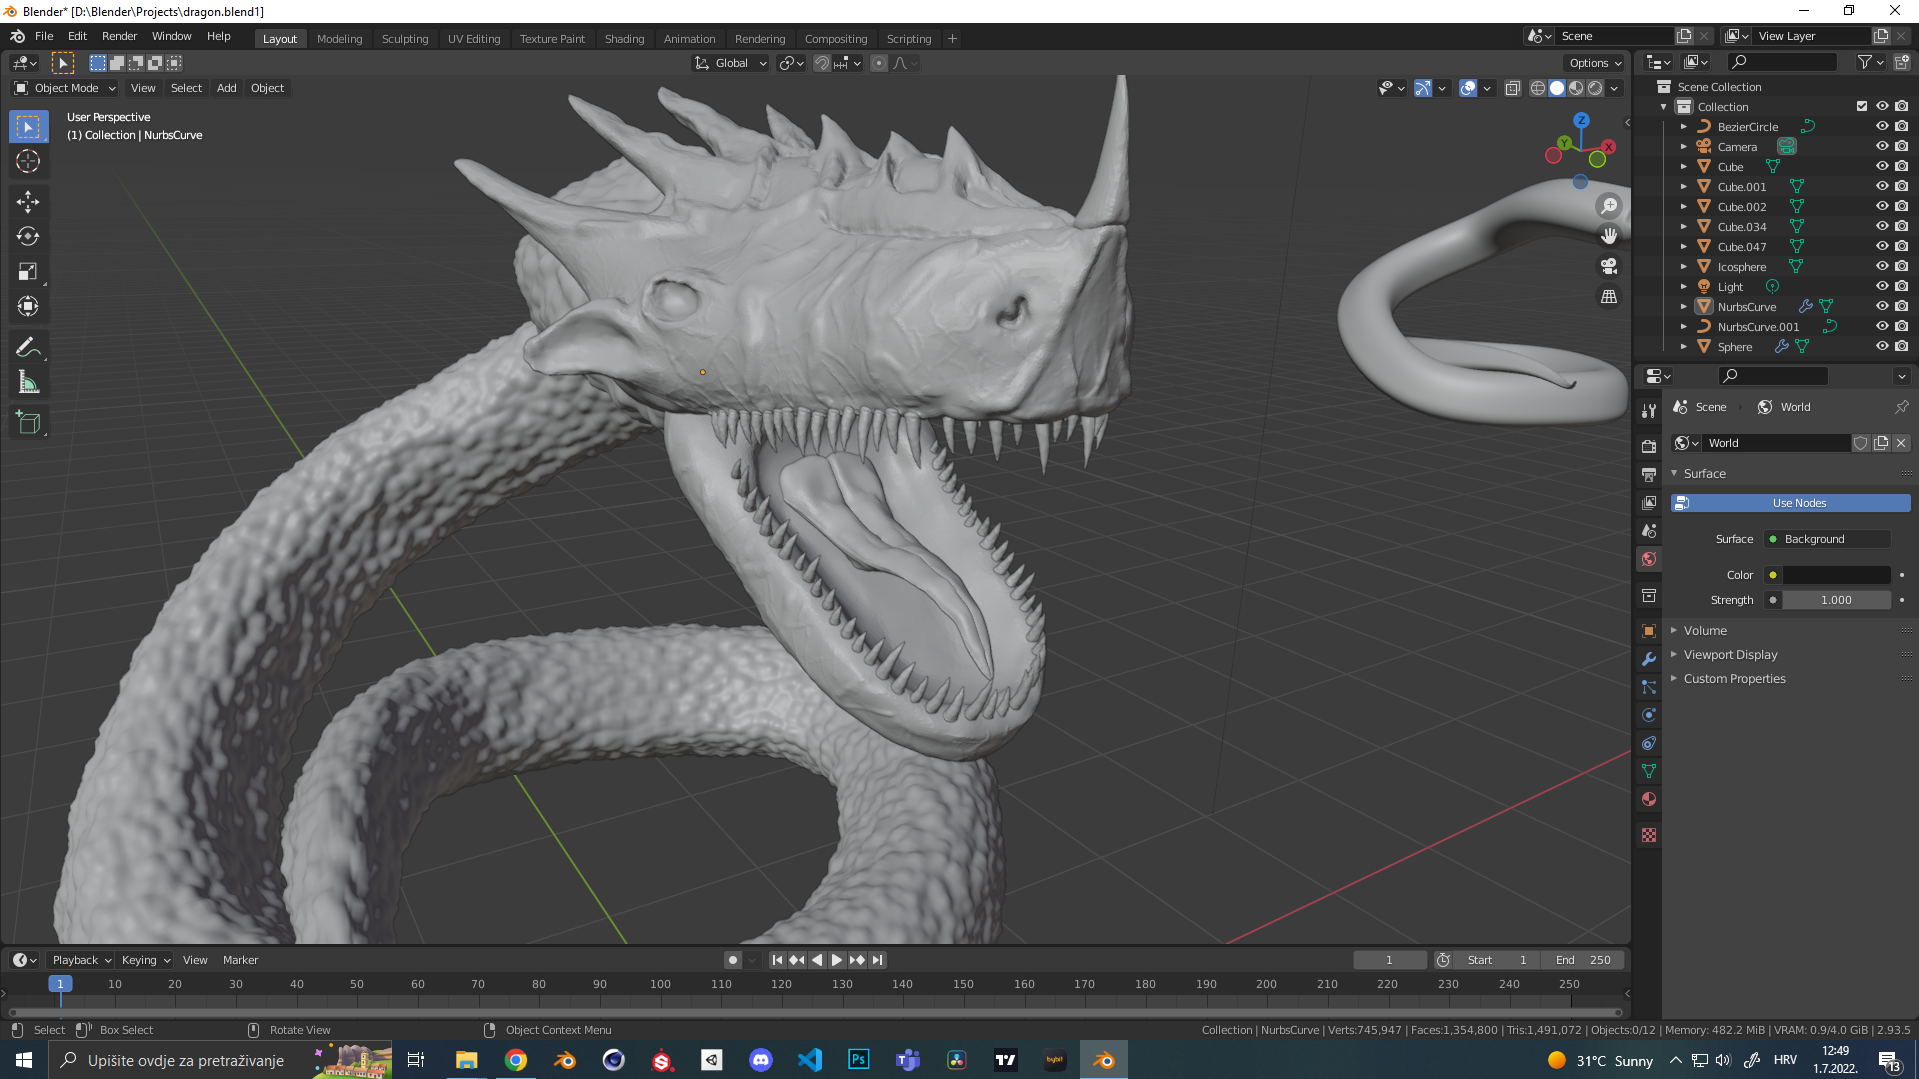 Blender* [D:\Blender\Projects\dragon.blend1]
File Edit Render Window Help Layout Modeling Sculpting UV Editing Texture Paint Shading Animation Rendering Compositing Scripting + Scene View Layer
Global Options
Object Mode View Select Add Object
User Perspective
(1) Collection | NurbsCurve
Z
Y
X
Scene Collection
Collection
BezierCircle
Camera
Cube
Cube.001
Cube.002
Cube.034
Cube.047
Icosphere
Light
NurbsCurve
NurbsCurve.001
Sphere
Scene World
World
Surface
Use Nodes
Surface Background
Color
Strength 1.000
Volume
Viewport Display
Custom Properties
Playback Keying View Marker 1 Start 1 End 250
1 10 20 30 40 50 60 70 80 90 100 110 120 130 140 150 160 170 180 190 200 210 220 230 240 250
Select Box Select Rotate View Object Context Menu Collection | NurbsCurve | Verts:745,947 | Faces:1,354,800 | Tris:1,491,072 | Objects:0/12 | Memory: 482.2 MiB | VRAM: 0.9/4.0 GiB | 2.93.5
Upišite ovdje za pretraživanje Ps bybit 31°C Sunny HRV 12:49
1.7.2022. 13